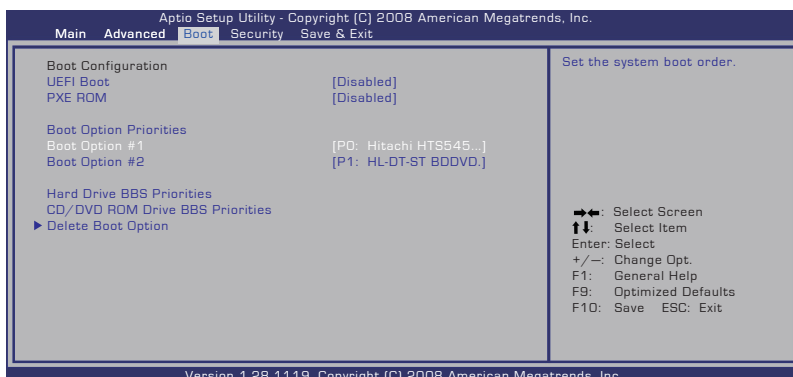 Aptio Setup Utility - Copyright (C) 2008 American Megatrends, Inc.
Main Advanced Boot Security Save & Exit
Boot Configuration
UEFI Boot [Disabled]
PXE ROM [Disabled]
Boot Option Priorities
Boot Option #1 [P0: Hitachi HTS545...]
Boot Option #2 [P1: HL-DT-ST BDDVD.]
Hard Drive BBS Priorities
CD/DVD ROM Drive BBS Priorities
Delete Boot Option
Set the system boot order.
→←: Select Screen
↑↓: Select Item
Enter: Select
+/—: Change Opt.
F1: General Help
F9: Optimized Defaults
F10: Save ESC: Exit
Version 1.28.1119. Copyright (C) 2008 American Megatrends, Inc.